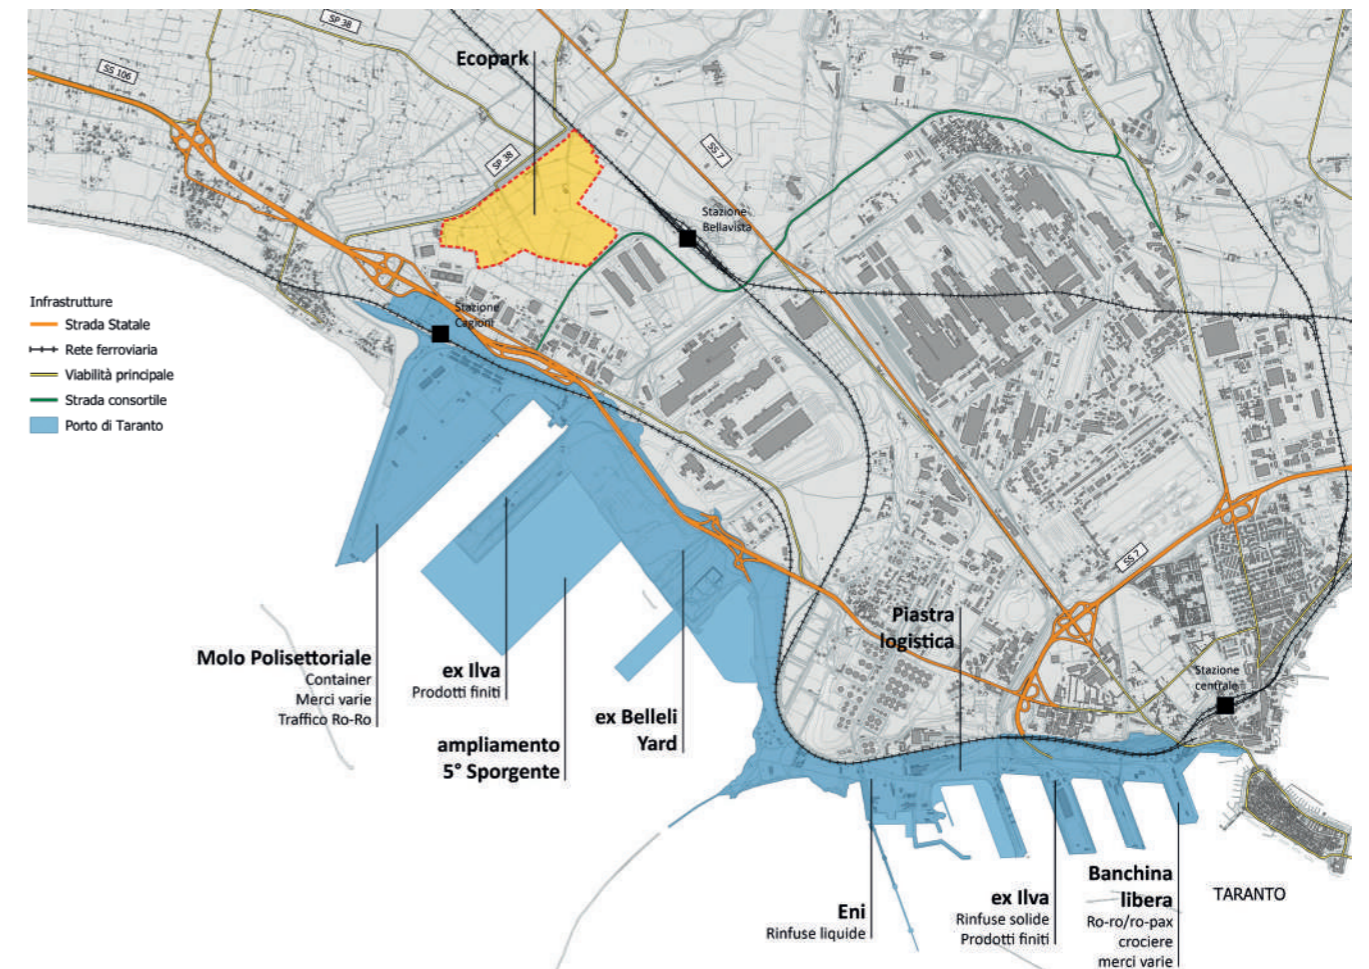 SP 38
Ecopark
SS 106
SS 7
SP 38
Stazione
Bellavista
Infrastrutture
Strada Statale
Rete ferroviaria
Viabilità principale
Strada consortile
Porto di Taranto
Stazione
Cagioni
SS 7
Piastra
logistica
Molo Polisettoriale
Container
Merci varie
Traffico Ro-Ro
ex Ilva
Prodotti finiti
ampliamento
5° Sporgente
ex Belleli
Yard
Stazione
centrale
Eni
Rinfuse liquide
ex Ilva
Rinfuse solide
Prodotti finiti
Banchina
libera
Ro-ro/ro-pax
crociere
merci varie
TARANTO